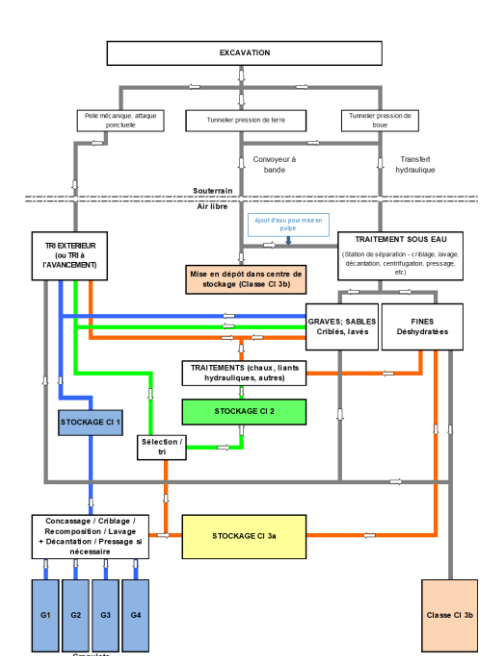 EXCAVATION
Pelle mécanique, attaque
ponctuelle
Tunnelier pression de terre
Tunnelier pression de
boue
Convoyeur à
bande
Transfert
hydraulique
Souterrain
Air libre
Ajout d'eau pour mise en
pulpe
TRI EXTERIEUR
(ou TRI à
l'AVANCEMENT)
Mise en dépôt dans centre de
stockage (Classe Cl 3b)
TRAITEMENT SOUS EAU
(Station de séparation - criblage, lavage,
décantation, centrifugation, pressage,
etc)
GRAVES; SABLES
Criblés, lavés
FINES
Déshydratées
TRAITEMENTS (chaux, liants
hydrauliques, autres)
STOCKAGE Cl 1
STOCKAGE Cl 2
Sélection /
tri
Concassage / Criblage /
Recomposition / Lavage
+ Décantation / Pressage si
nécessaire
STOCKAGE Cl 3a
G1
G2
G3
G4
Classe Cl 3b
Granulats